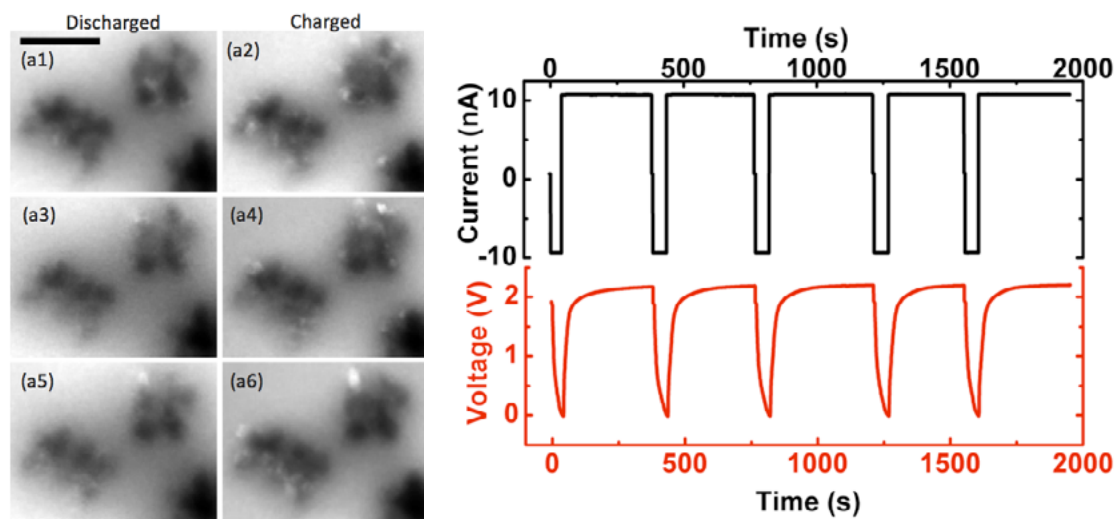 Discharged Charged
(a1) (a2)
(a3) (a4)
(a5) (a6)
Time (s)
0 500 1000 1500 2000
10
0
-10
Current (nA)
2
1
0
Voltage (V)
0 500 1000 1500 2000
Time (s)